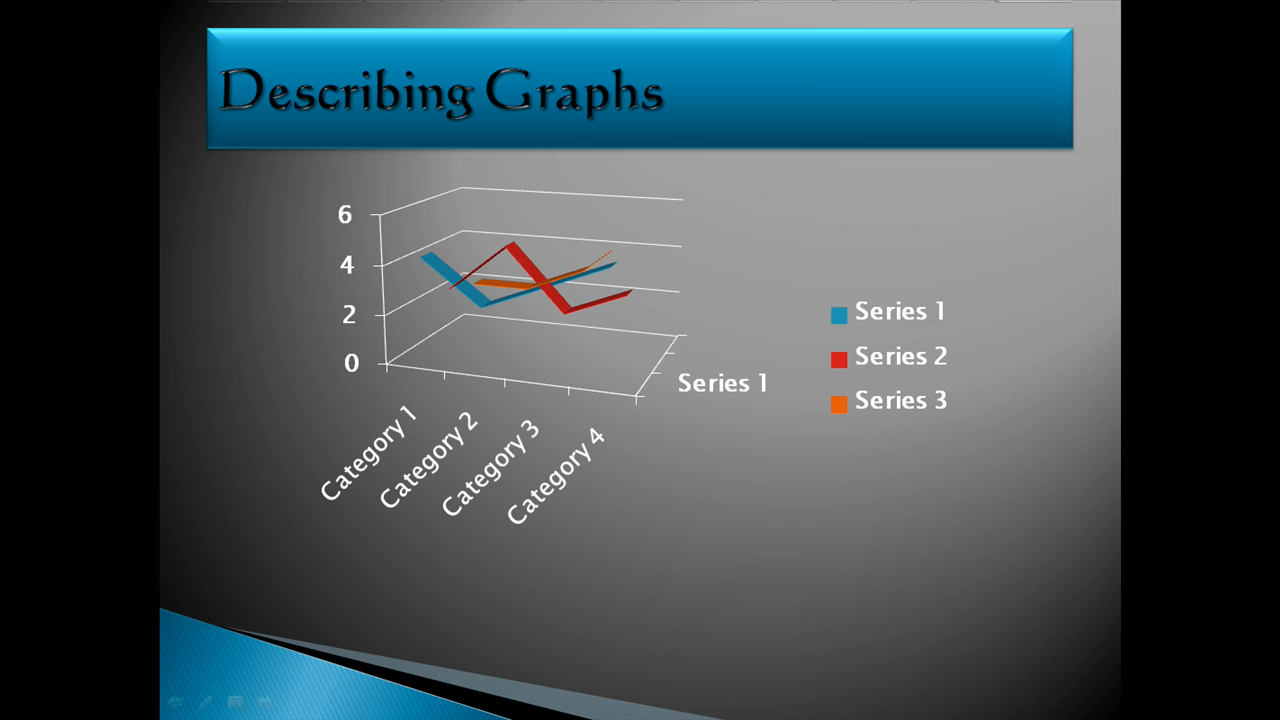 Describing Graphs
6
4
2
0
Category 1
Category 2
Category 3
Category 4
Series 1
Series 1
Series 2
Series 3